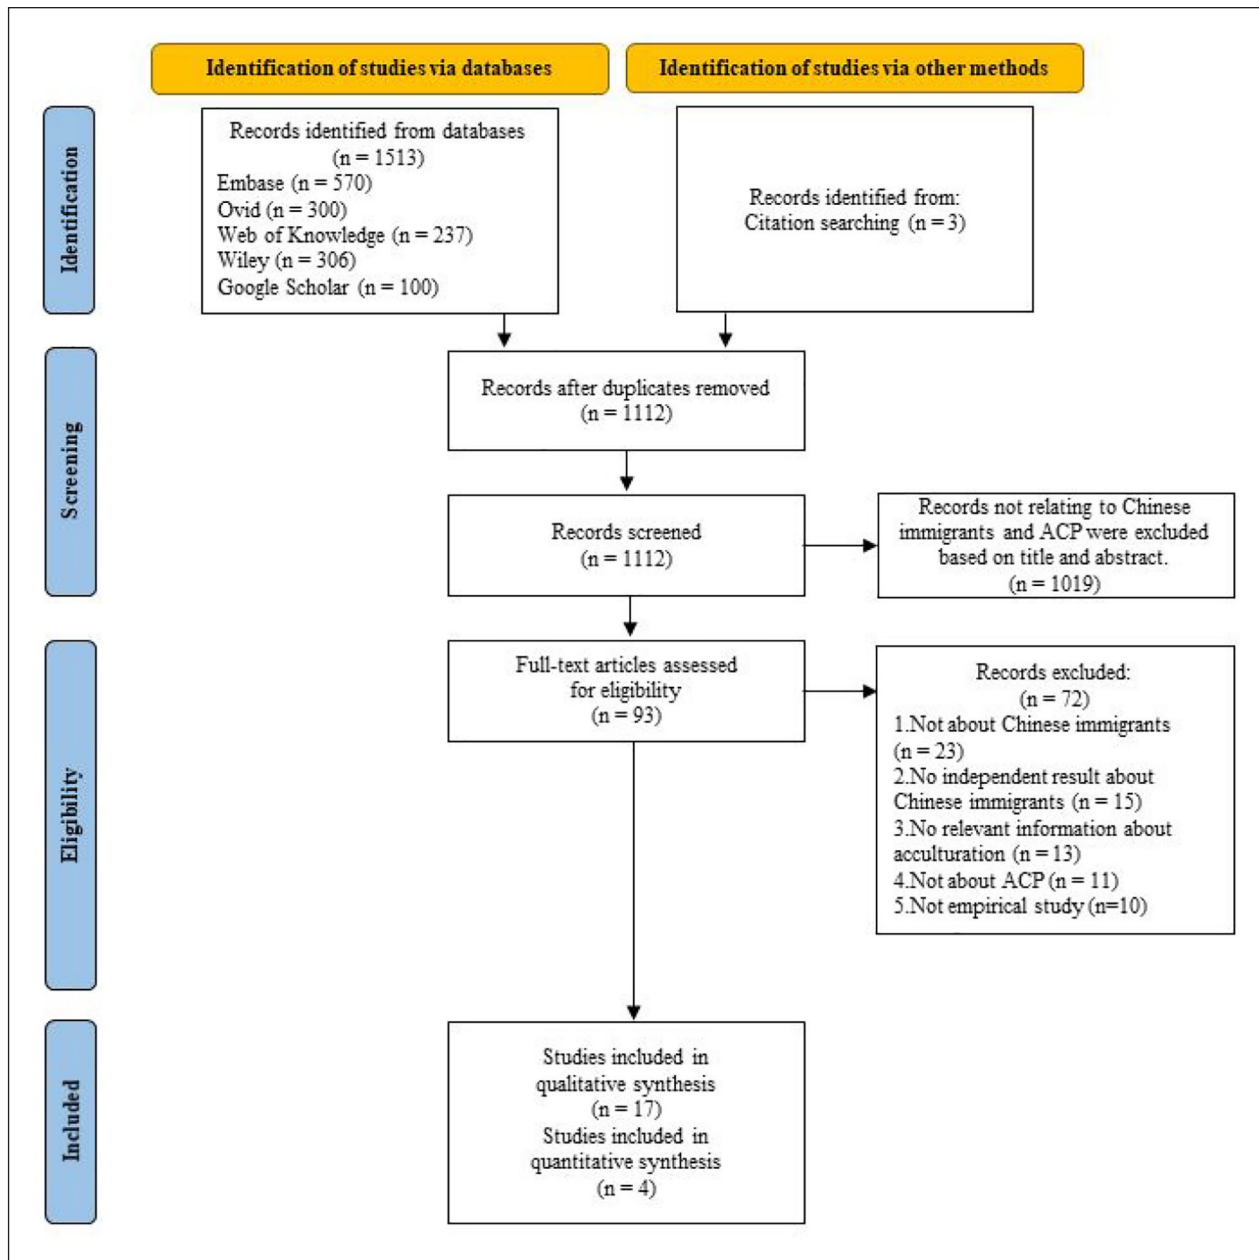 Identification of studies via databases
Identification of studies via other methods
Identification
Records identified from databases
(n = 1513)
Embase (n = 570)
Ovid (n = 300)
Web of Knowledge (n = 237)
Wiley (n = 306)
Google Scholar (n = 100)
Records identified from:
Citation searching (n = 3)
Screening
Records after duplicates removed
(n = 1112)
Records screened
(n = 1112)
Records not relating to Chinese
immigrants and ACP were excluded
based on title and abstract.
(n = 1019)
Eligibility
Full-text articles assessed
for eligibility
(n = 93)
Records excluded:
(n = 72)
1.Not about Chinese immigrants
(n = 23)
2.No independent result about
Chinese immigrants (n = 15)
3.No relevant information about
acculturation (n = 13)
4.Not about ACP (n = 11)
5.Not empirical study (n=10)
Included
Studies included in
qualitative synthesis
(n = 17)
Studies included in
quantitative synthesis
(n = 4)